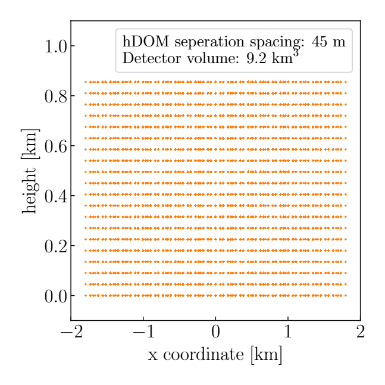 hDOM seperation spacing: 45 m
Detector volume: 9.2 km³
1.0
0.8
0.6
0.4
0.2
0.0
height [km]
−2
−1
0
1
2
x coordinate [km]